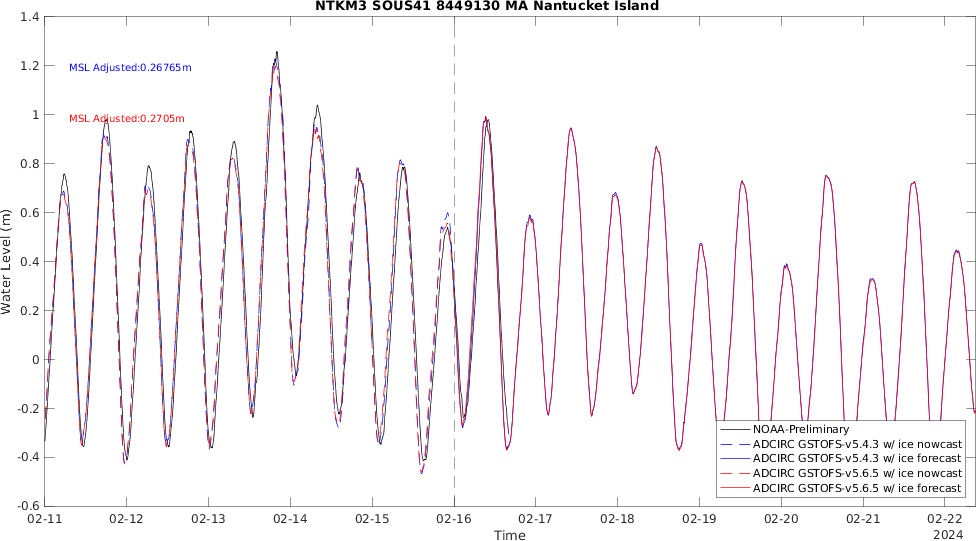 NTKM3 SOUS41 8449130 MA Nantucket Island
1.4
1.2
1
0.8
0.6
0.4
0.2
0
-0.2
-0.4
-0.6
Water Level (m)
MSL Adjusted:0.26765m
MSL Adjusted:0.2705m
NOAA-Preliminary
ADCIRC GSTOFS-v5.4.3 w/ ice nowcast
ADCIRC GSTOFS-v5.4.3 w/ ice forecast
ADCIRC GSTOFS-v5.6.5 w/ ice nowcast
ADCIRC GSTOFS-v5.6.5 w/ ice forecast
02-11 02-12 02-13 02-14 02-15 02-16 02-17 02-18 02-19 02-20 02-21 02-22
2024
Time